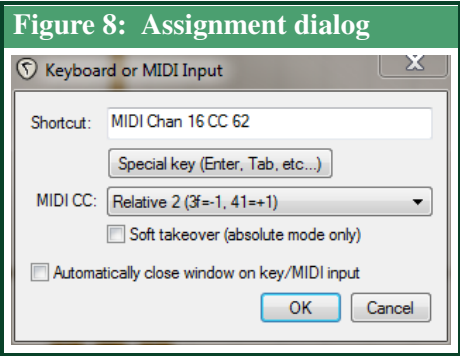 Figure 8: Assignment dialog
Keyboard or MIDI Input
Shortcut: MIDI Chan 16 CC 62
Special key (Enter, Tab, etc...)
MIDI CC: Relative 2 (3f=-1, 41=+1)
Soft takeover (absolute mode only)
Automatically close window on key/MIDI input
OK Cancel